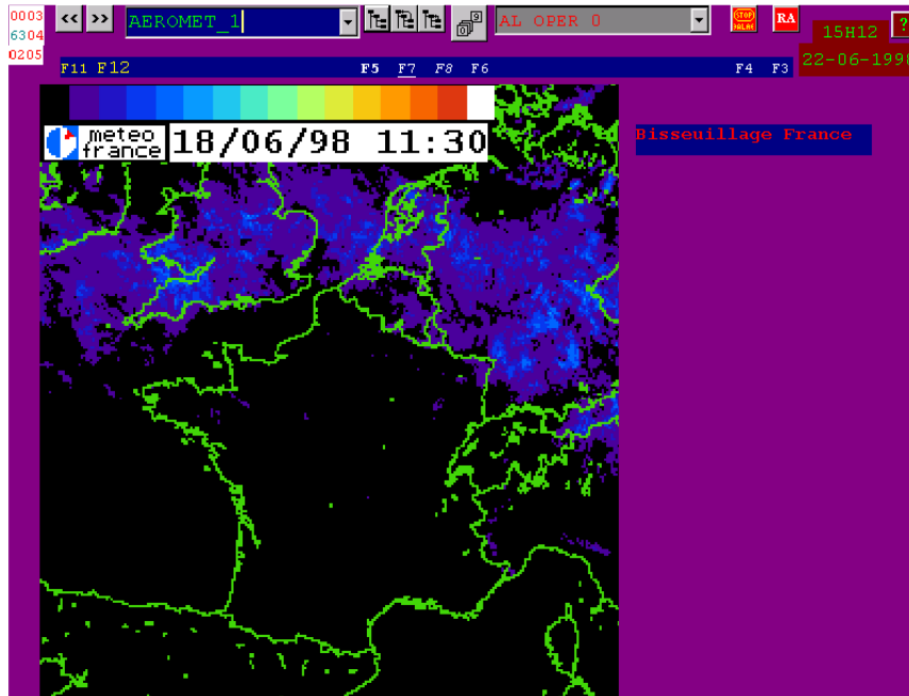 0003
6304
0205
<< >> AEROMET_1 AL OPER 0 STOP RA 15H12 ?
F11 F12 F5 F7 F8 F6 F4 F3 22-06-1998
meteo
france
18/06/98 11:30
Bisseuillage France